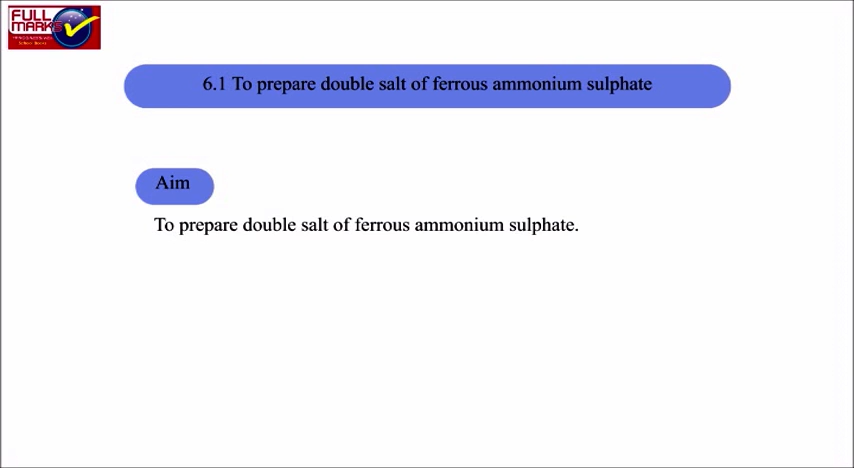 FULL
MARKS
6.1 To prepare double salt of ferrous ammonium sulphate
Aim
To prepare double salt of ferrous ammonium sulphate.